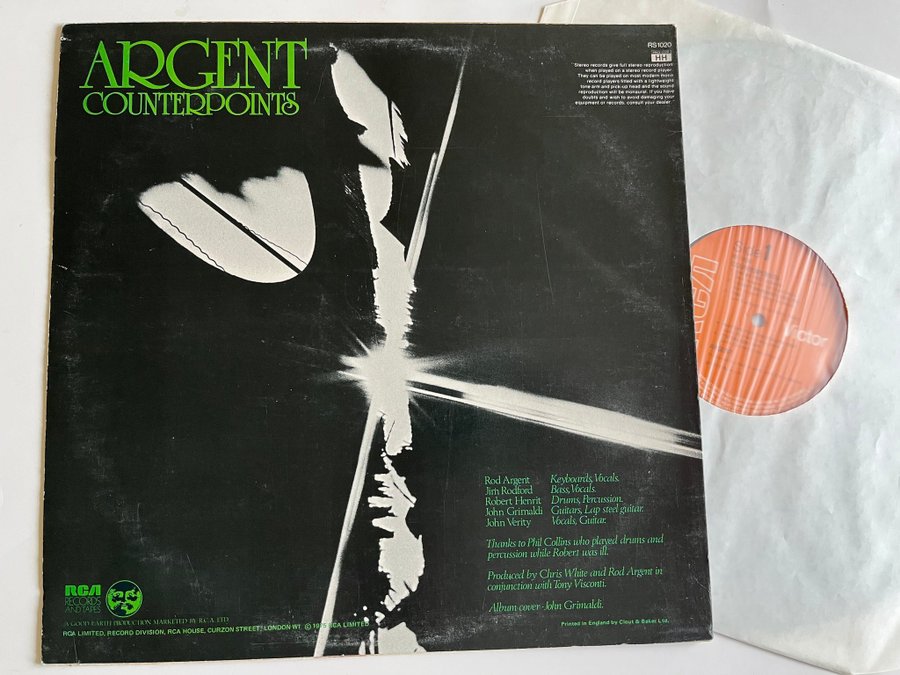 ARGENT
COUNTERPOINTS
RS1020
HH
Stereo records give full stereo reproduction
when played on a stereo record player.
They can be played on most modern mono
record players fitted with a lightweight
tone arm and pick-up head and the sound
reproduction will be monaural. If you have
doubts and wish to avoid damaging your
equipment or records, consult your dealer.
Side 1
RCA
Victor
Rod Argent Keyboards, Vocals.
Jim Rodford Bass, Vocals.
Robert Henrit Drums, Percussion.
John Grimaldi Guitars, Lap steel guitar.
John Verity Vocals, Guitar.
Thanks to Phil Collins who played drums and
percussion while Robert was ill.
Produced by Chris White and Rod Argent in
conjunction with Tony Visconti.
Album cover-John Grimaldi.
RCA
RECORDS
AND TAPES
A GOOD EARTH PRODUCTION MARKETED BY R.C.A. LTD
RCA LIMITED, RECORD DIVISION, RCA HOUSE, CURZON STREET, LONDON W1 © 1975 RCA LIMITED
Printed in England by Clout & Baker Ltd.